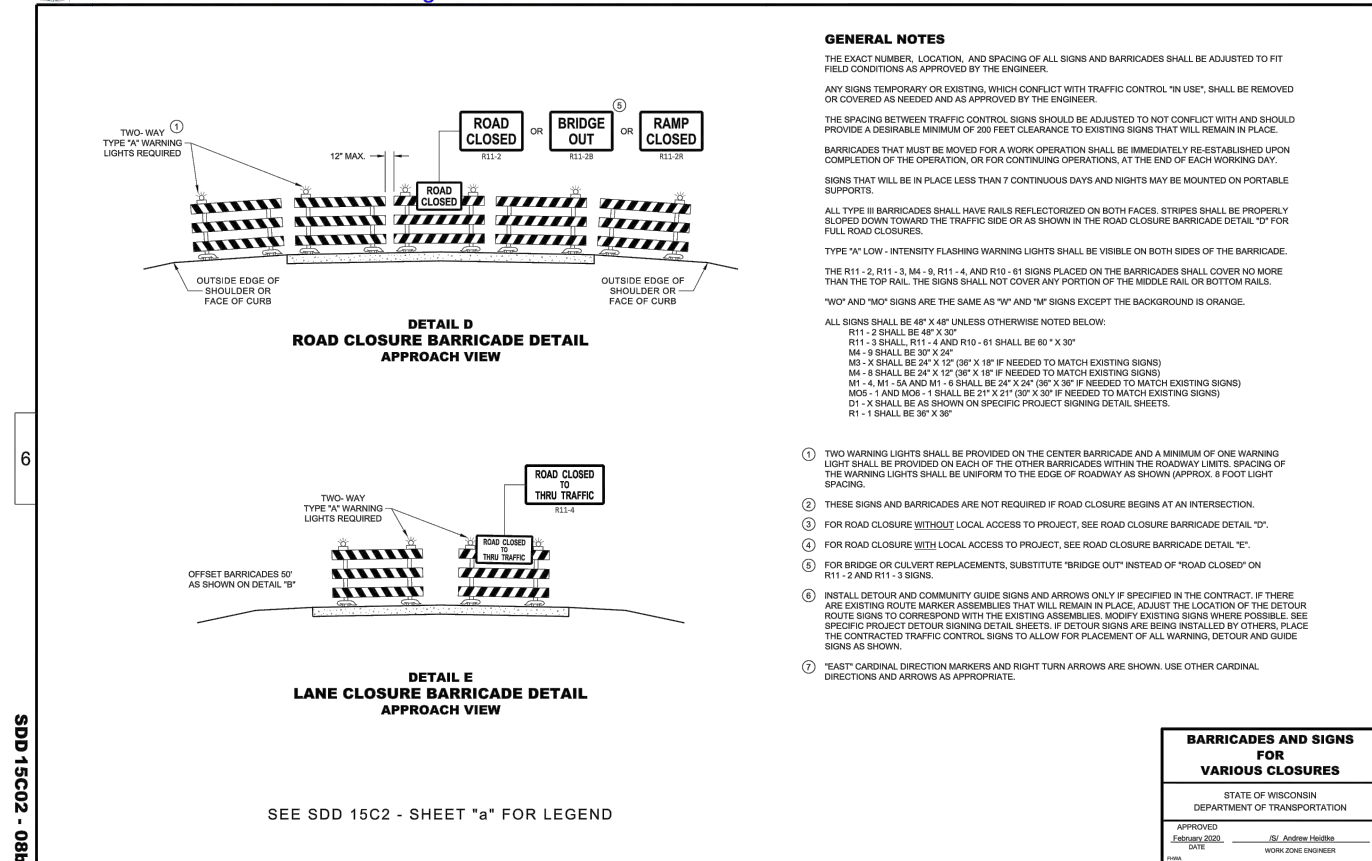 TWO- WAY 1
TYPE "A" WARNING
LIGHTS REQUIRED
12" MAX.
ROAD
CLOSED
R11-2
OR
5
BRIDGE
OUT
R11-2B
OR
RAMP
CLOSED
R11-2R
ROAD
CLOSED
OUTSIDE EDGE OF
SHOULDER OR
FACE OF CURB
OUTSIDE EDGE OF
SHOULDER OR
FACE OF CURB
DETAIL D
ROAD CLOSURE BARRICADE DETAIL
APPROACH VIEW
ROAD CLOSED
TO
THRU TRAFFIC
R11-4
TWO- WAY
TYPE "A" WARNING
LIGHTS REQUIRED
ROAD CLOSED
TO
THRU TRAFFIC
OFFSET BARRICADES 50'
AS SHOWN ON DETAIL "B"
DETAIL E
LANE CLOSURE BARRICADE DETAIL
APPROACH VIEW
SEE SDD 15C2 - SHEET "a" FOR LEGEND
6
SDD 15C02 - 08b
GENERAL NOTES
THE EXACT NUMBER, LOCATION, AND SPACING OF ALL SIGNS AND BARRICADES SHALL BE ADJUSTED TO FIT
FIELD CONDITIONS AS APPROVED BY THE ENGINEER.
ANY SIGNS TEMPORARY OR EXISTING, WHICH CONFLICT WITH TRAFFIC CONTROL "IN USE", SHALL BE REMOVED
OR COVERED AS NEEDED AND AS APPROVED BY THE ENGINEER.
THE SPACING BETWEEN TRAFFIC CONTROL SIGNS SHOULD BE ADJUSTED TO NOT CONFLICT WITH AND SHOULD
PROVIDE A DESIRABLE MINIMUM OF 200 FEET CLEARANCE TO EXISTING SIGNS THAT WILL REMAIN IN PLACE.
BARRICADES THAT MUST BE MOVED FOR A WORK OPERATION SHALL BE IMMEDIATELY RE-ESTABLISHED UPON
COMPLETION OF THE OPERATION, OR FOR CONTINUING OPERATIONS, AT THE END OF EACH WORKING DAY.
SIGNS THAT WILL BE IN PLACE LESS THAN 7 CONTINUOUS DAYS AND NIGHTS MAY BE MOUNTED ON PORTABLE
SUPPORTS.
ALL TYPE III BARRICADES SHALL HAVE RAILS REFLECTORIZED ON BOTH FACES. STRIPES SHALL BE PROPERLY
SLOPED DOWN TOWARD THE TRAFFIC SIDE OR AS SHOWN IN THE ROAD CLOSURE BARRICADE DETAIL "D" FOR
FULL ROAD CLOSURES.
TYPE "A" LOW - INTENSITY FLASHING WARNING LIGHTS SHALL BE VISIBLE ON BOTH SIDES OF THE BARRICADE.
THE R11 - 2, R11 - 3, M4 - 9, R11 - 4, AND R10 - 61 SIGNS PLACED ON THE BARRICADES SHALL COVER NO MORE
THAN THE TOP RAIL. THE SIGNS SHALL NOT COVER ANY PORTION OF THE MIDDLE RAIL OR BOTTOM RAILS.
"WO" AND "MO" SIGNS ARE THE SAME AS "W" AND "M" SIGNS EXCEPT THE BACKGROUND IS ORANGE.
ALL SIGNS SHALL BE 48" X 48" UNLESS OTHERWISE NOTED BELOW:
R11 - 2 SHALL BE 48" X 30"
R11 - 3 SHALL, R11 - 4 AND R10 - 61 SHALL BE 60 " X 30"
M4 - 9 SHALL BE 30" X 24"
M3 - X SHALL BE 24" X 12" (36" X 18" IF NEEDED TO MATCH EXISTING SIGNS)
M4 - 8 SHALL BE 24" X 12" (36" X 18" IF NEEDED TO MATCH EXISTING SIGNS)
M1 - 4, M1 - 5A AND M1 - 6 SHALL BE 24" X 24" (36" X 36" IF NEEDED TO MATCH EXISTING SIGNS)
MO5 - 1 AND MO6 - 1 SHALL BE 21" X 21" (30" X 30" IF NEEDED TO MATCH EXISTING SIGNS)
D1 - X SHALL BE AS SHOWN ON SPECIFIC PROJECT SIGNING DETAIL SHEETS.
R1 - 1 SHALL BE 36" X 36"
1 TWO WARNING LIGHTS SHALL BE PROVIDED ON THE CENTER BARRICADE AND A MINIMUM OF ONE WARNING
LIGHT SHALL BE PROVIDED ON EACH OF THE OTHER BARRICADES WITHIN THE ROADWAY LIMITS. SPACING OF
THE WARNING LIGHTS SHALL BE UNIFORM TO THE EDGE OF ROADWAY AS SHOWN (APPROX. 8 FOOT LIGHT
SPACING.
2 THESE SIGNS AND BARRICADES ARE NOT REQUIRED IF ROAD CLOSURE BEGINS AT AN INTERSECTION.
3 FOR ROAD CLOSURE WITHOUT LOCAL ACCESS TO PROJECT, SEE ROAD CLOSURE BARRICADE DETAIL "D".
4 FOR ROAD CLOSURE WITH LOCAL ACCESS TO PROJECT, SEE ROAD CLOSURE BARRICADE DETAIL "E".
5 FOR BRIDGE OR CULVERT REPLACEMENTS, SUBSTITUTE "BRIDGE OUT" INSTEAD OF "ROAD CLOSED" ON
R11 - 2 AND R11 - 3 SIGNS.
6 INSTALL DETOUR AND COMMUNITY GUIDE SIGNS AND ARROWS ONLY IF SPECIFIED IN THE CONTRACT. IF THERE
ARE EXISTING ROUTE MARKER ASSEMBLIES THAT WILL REMAIN IN PLACE, ADJUST THE LOCATION OF THE DETOUR
ROUTE SIGNS TO CORRESPOND WITH THE EXISTING ASSEMBLIES. MODIFY EXISTING SIGNS WHERE POSSIBLE. SEE
SPECIFIC PROJECT DETOUR SIGNING DETAIL SHEETS. IF DETOUR SIGNS ARE BEING INSTALLED BY OTHERS, PLACE
THE CONTRACTED TRAFFIC CONTROL SIGNS TO ALLOW FOR PLACEMENT OF ALL WARNING, DETOUR AND GUIDE
SIGNS AS SHOWN.
7 "EAST" CARDINAL DIRECTION MARKERS AND RIGHT TURN ARROWS ARE SHOWN. USE OTHER CARDINAL
DIRECTIONS AND ARROWS AS APPROPRIATE.
BARRICADES AND SIGNS
FOR
VARIOUS CLOSURES
STATE OF WISCONSIN
DEPARTMENT OF TRANSPORTATION
APPROVED
February 2020 /S/ Andrew Heidtke
DATE WORK ZONE ENGINEER
FHWA